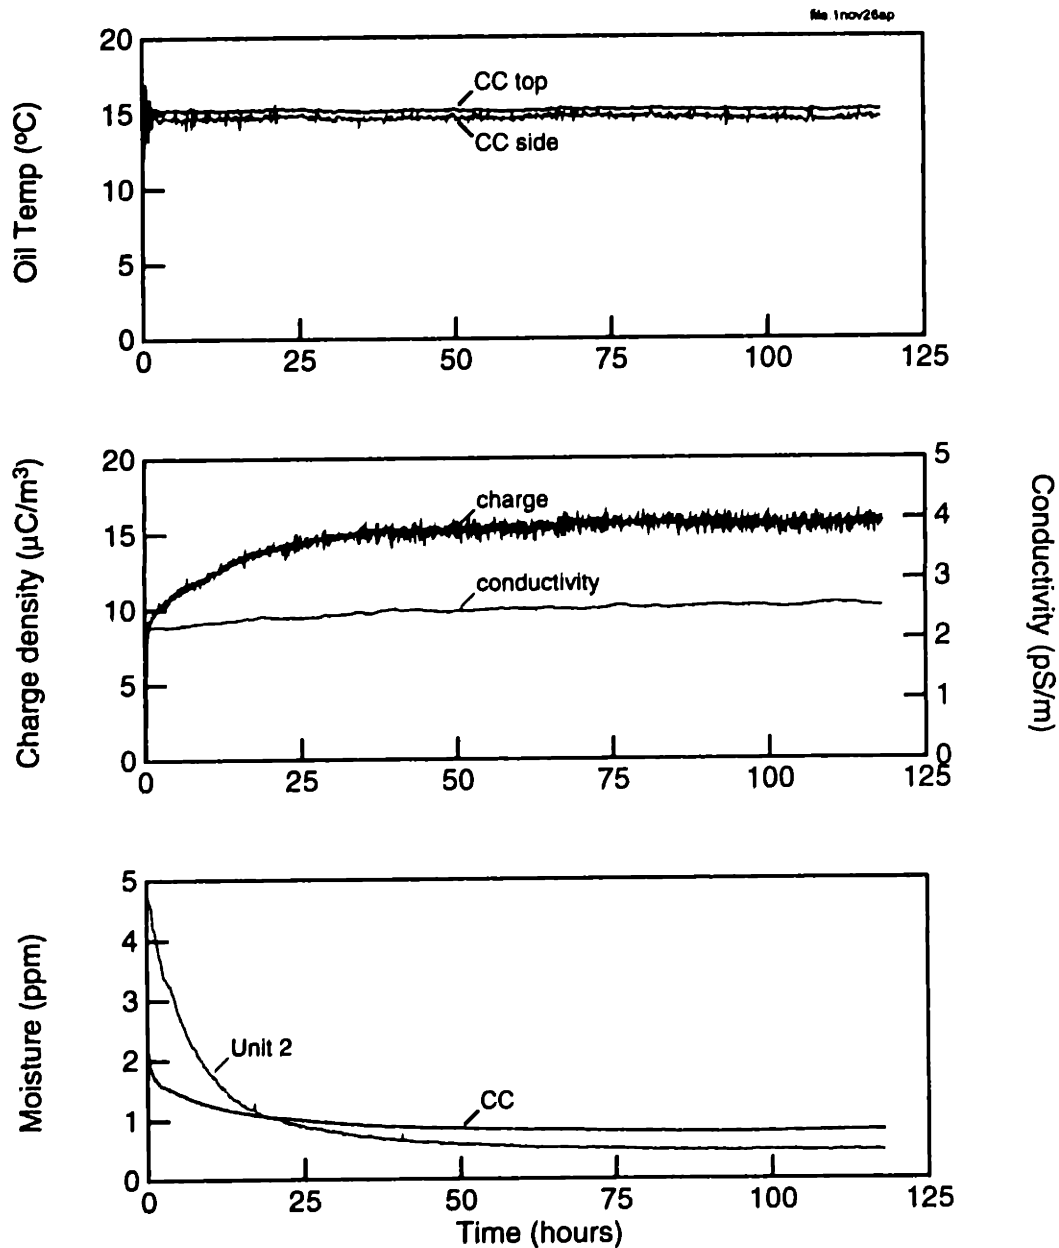 file 1nov26ap
20
15
10
5
0
Oil Temp (ºC)
CC top
CC side
0 25 50 75 100 125
20
15
10
5
0
Charge density (µC/m³)
charge
conductivity
5
4
3
2
1
0
Conductivity (pS/m)
0 25 50 75 100 125
5
4
3
2
1
0
Moisture (ppm)
Unit 2
CC
0 25 50 75 100 125
Time (hours)